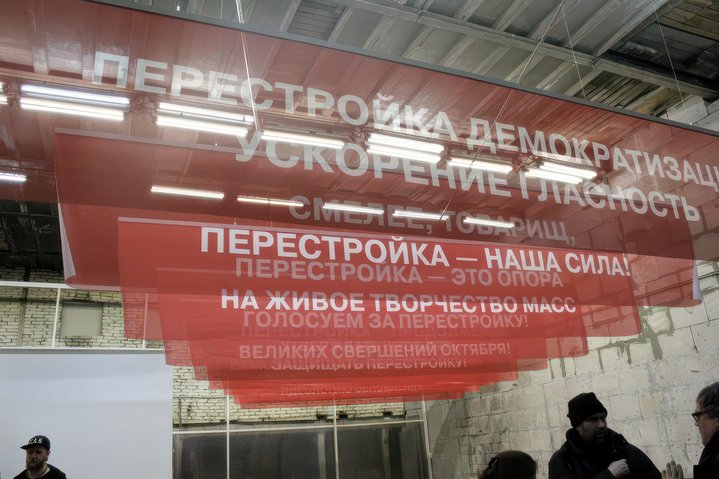 ПЕРЕСТРОЙКА ДЕМОКРАТИЗАЦ
УСКОРЕНИЕ ГЛАСНОСТЬ
СМЕЛЕЕ, ТОВАРИЩ,
ПЕРЕСТРОЙКА — НАША СИЛА!
ПЕРЕСТРОЙКА — ЭТО ОПОРА
НА ЖИВОЕ ТВОРЧЕСТВО МАСС
ГОЛОСУЕМ ЗА ПЕРЕСТРОЙКУ!
ВЕЛИКИХ СВЕРШЕНИЙ ОКТЯБРЯ!
ЗАЩИЩАТЬ ПЕРЕСТРОЙКУ!